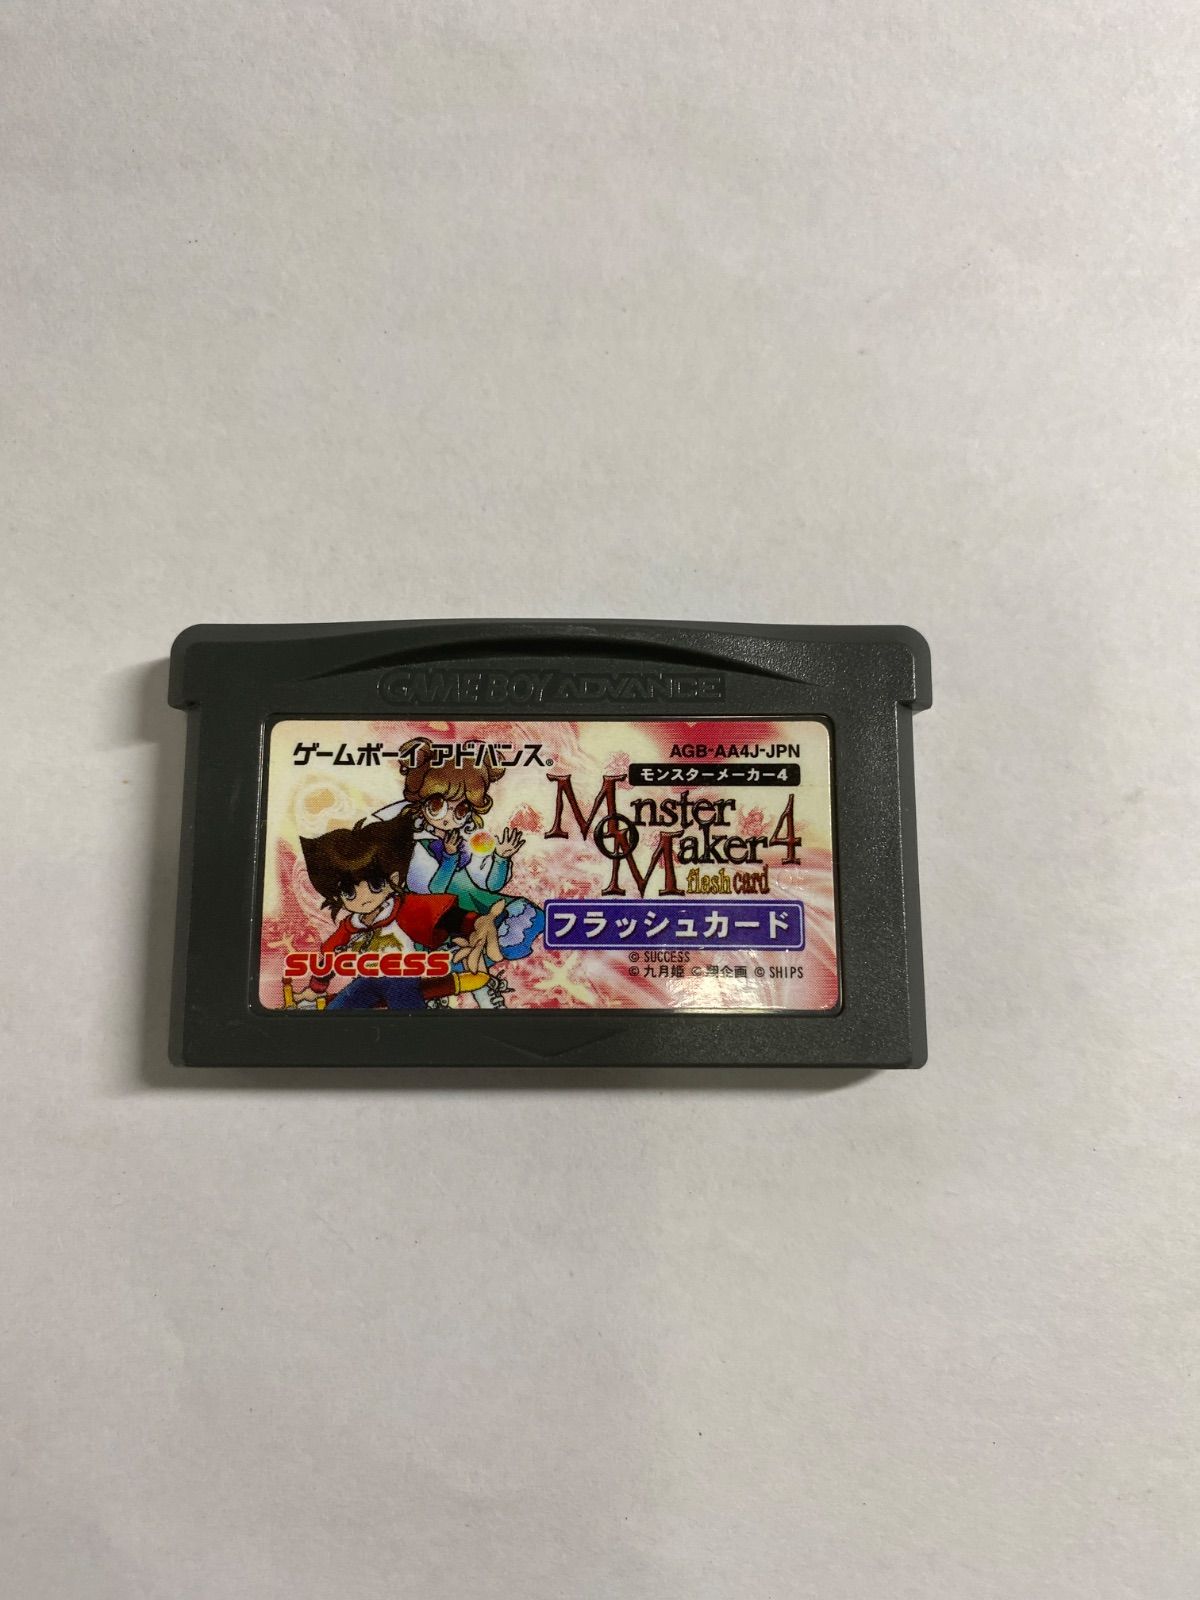 GAME BOY ADVANCE
ゲームボーイ アドバンス®
AGB-AA4J-JPN
モンスターメーカー4
Monster
Maker 4
flash card
フラッシュカード
SUCCESS
© SUCCESS
© 九月姫 © 翔企画 © SHIPS